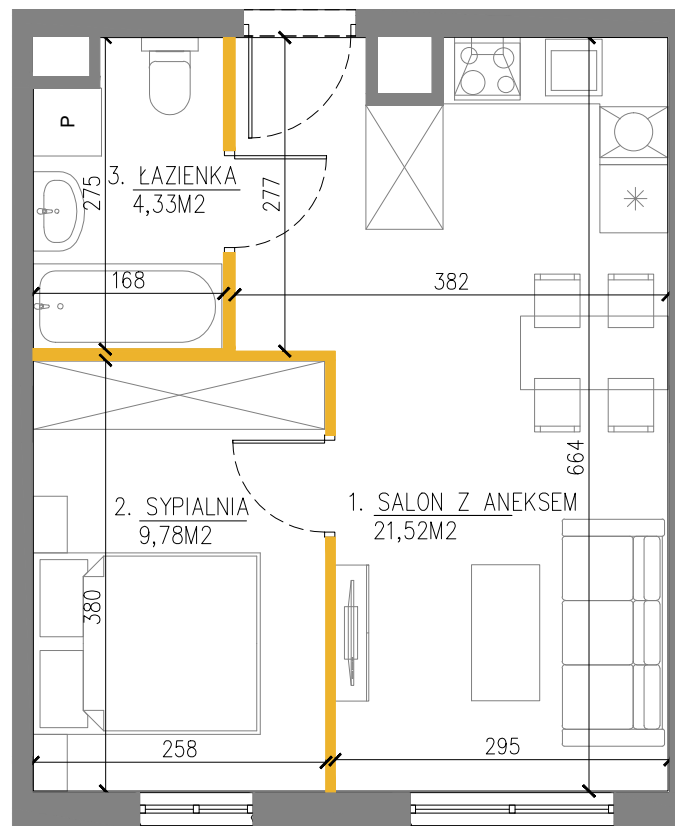 P
3. ŁAZIENKA
4,33M2
275
277
168
382
664
2. SYPIALNIA
9,78M2
1. SALON Z ANEKSEM
21,52M2
380
258
295